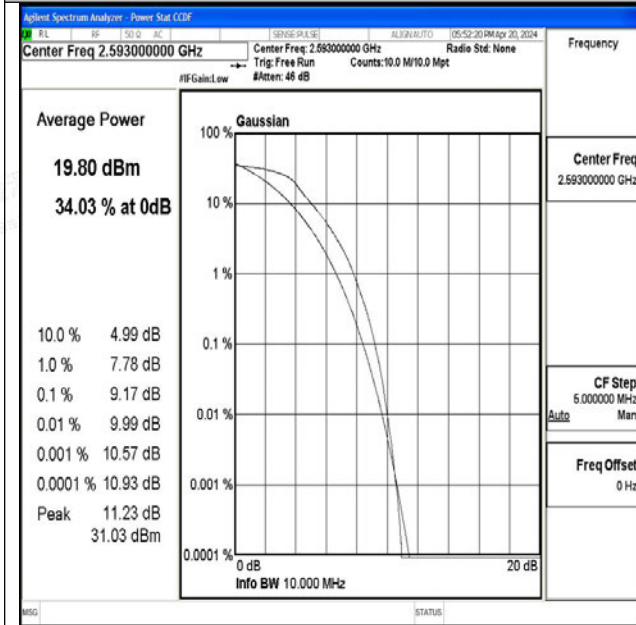 Agilent Spectrum Analyzer - Power Stat CCDF
RL RF 50 Ω AC SENSE:PULSE ALIGN AUTO 05:52:20 PM Apr 20, 2024
Center Freq 2.593000000 GHz
Center Freq: 2.593000000 GHz Radio Std: None
Trig: Free Run Counts:10.0 M/10.0 Mpt
#IFGain:Low #Atten: 46 dB
Average Power
19.80 dBm
34.03 % at 0dB
10.0 % 4.99 dB
1.0 % 7.78 dB
0.1 % 9.17 dB
0.01 % 9.99 dB
0.001 % 10.57 dB
0.0001 % 10.93 dB
Peak 11.23 dB
31.03 dBm
Gaussian
100 %
10 %
1 %
0.1 %
0.01 %
0.001 %
0.0001 %
0 dB 20 dB
Info BW 10.000 MHz
Frequency
Center Freq
2.593000000 GHz
CF Step
5.000000 MHz
Auto Man
Freq Offset
0 Hz
MSG STATUS